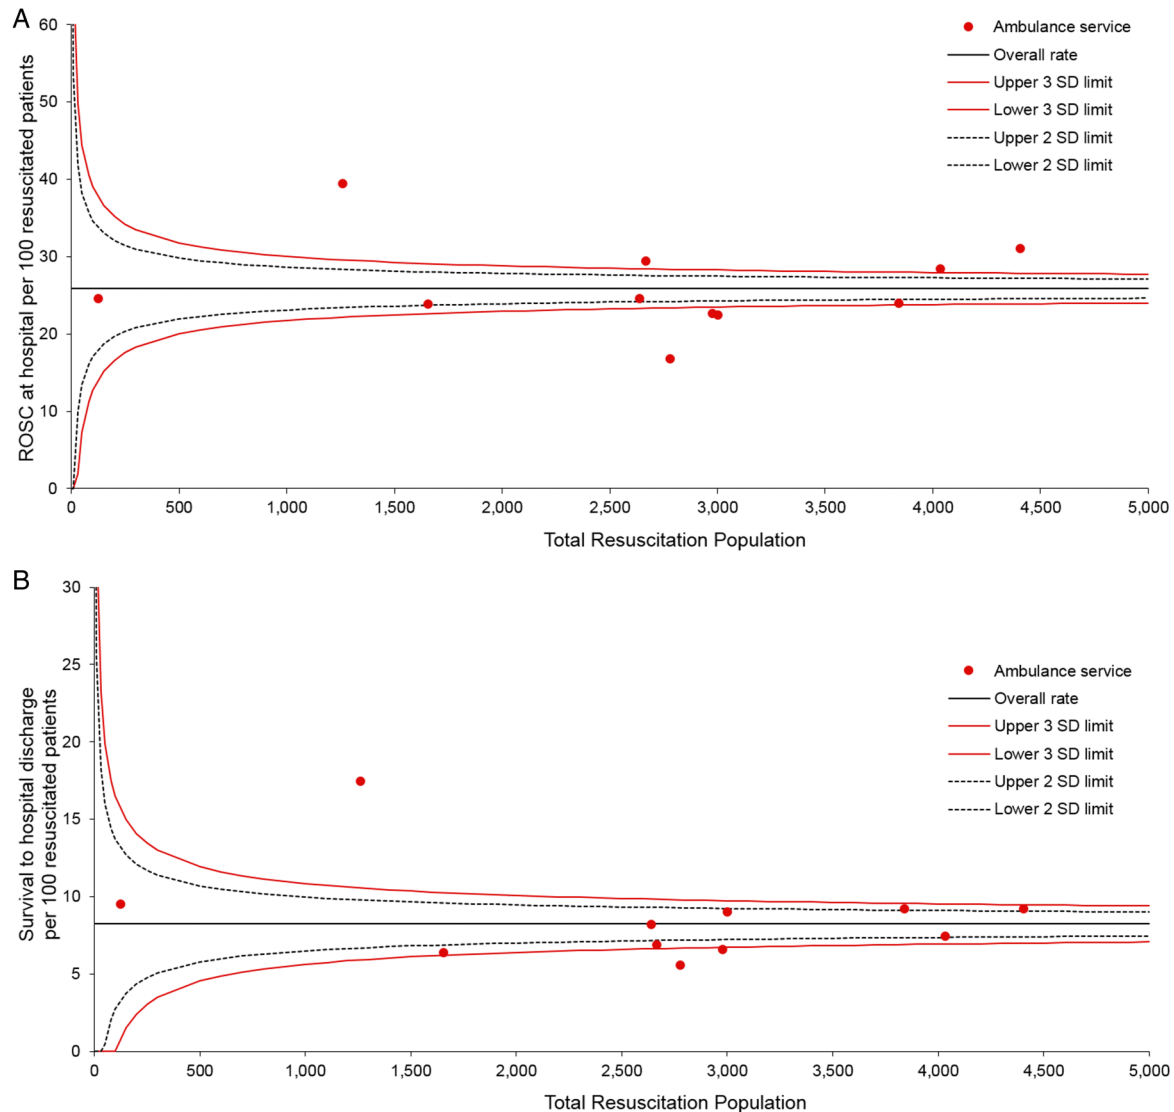 A
60
50
40
30
20
10
0
ROSC at hospital per 100 resuscitated patients
Ambulance service
Overall rate
Upper 3 SD limit
Lower 3 SD limit
Upper 2 SD limit
Lower 2 SD limit
0 500 1,000 1,500 2,000 2,500 3,000 3,500 4,000 4,500 5,000
Total Resuscitation Population
B
30
25
20
15
10
5
0
Survival to hospital discharge
per 100 resuscitated patients
Ambulance service
Overall rate
Upper 3 SD limit
Lower 3 SD limit
Upper 2 SD limit
Lower 2 SD limit
0 500 1,000 1,500 2,000 2,500 3,000 3,500 4,000 4,500 5,000
Total Resuscitation Population